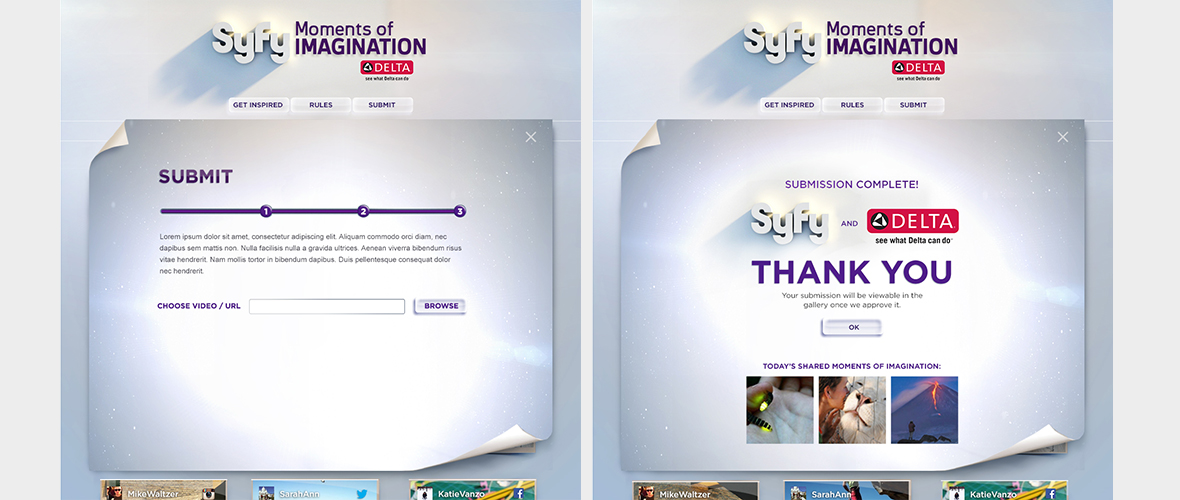 Syfy Moments of
IMAGINATION
DELTA
see what Delta can do
GET INSPIRED RULES SUBMIT
SUBMIT
1 2 3
Lorem ipsum dolor sit amet, consectetur adipiscing elit. Aliquam commodo orci diam, nec
dapibus sem mattis non. Nulla facilisis nulla a gravida ultrices. Aenean viverra bibendum risus
vitae hendrerit. Nam mollis tortor in bibendum dapibus. Duis pellentesque consequat dolor
nec hendrerit.
CHOOSE VIDEO / URL BROWSE
MikeWaltzer SarahAnn KatieVanzo
Syfy Moments of
IMAGINATION
DELTA
see what Delta can do
GET INSPIRED RULES SUBMIT
SUBMISSION COMPLETE!
Syfy AND DELTA
see what Delta can do
THANK YOU
Your submission will be viewable in the
gallery once we approve it.
OK
TODAY'S SHARED MOMENTS OF IMAGINATION:
MikeWaltzer SarahAnn KatieVanzo